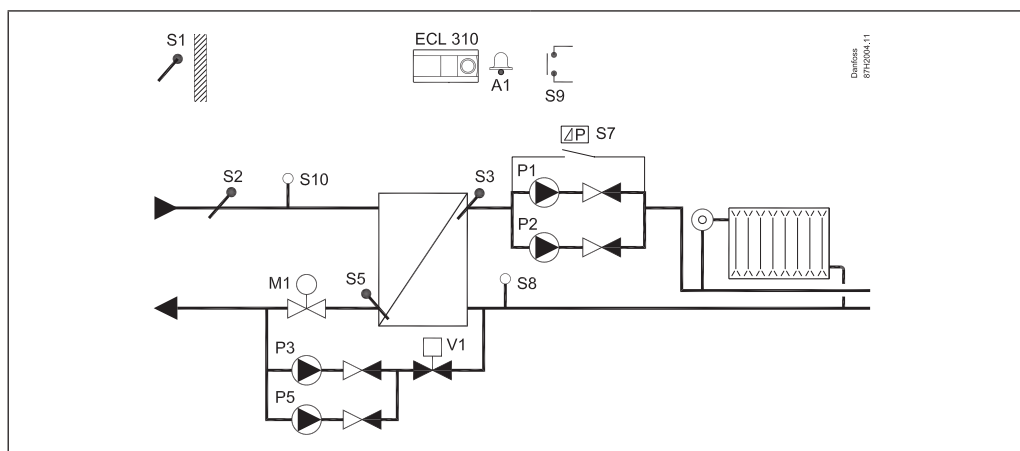 S1
ECL 310
A1
S9
Danfoss
87H2004.11
⊿P S7
S2
S10
S3
P1
P2
M1
S5
S8
P3
V1
P5